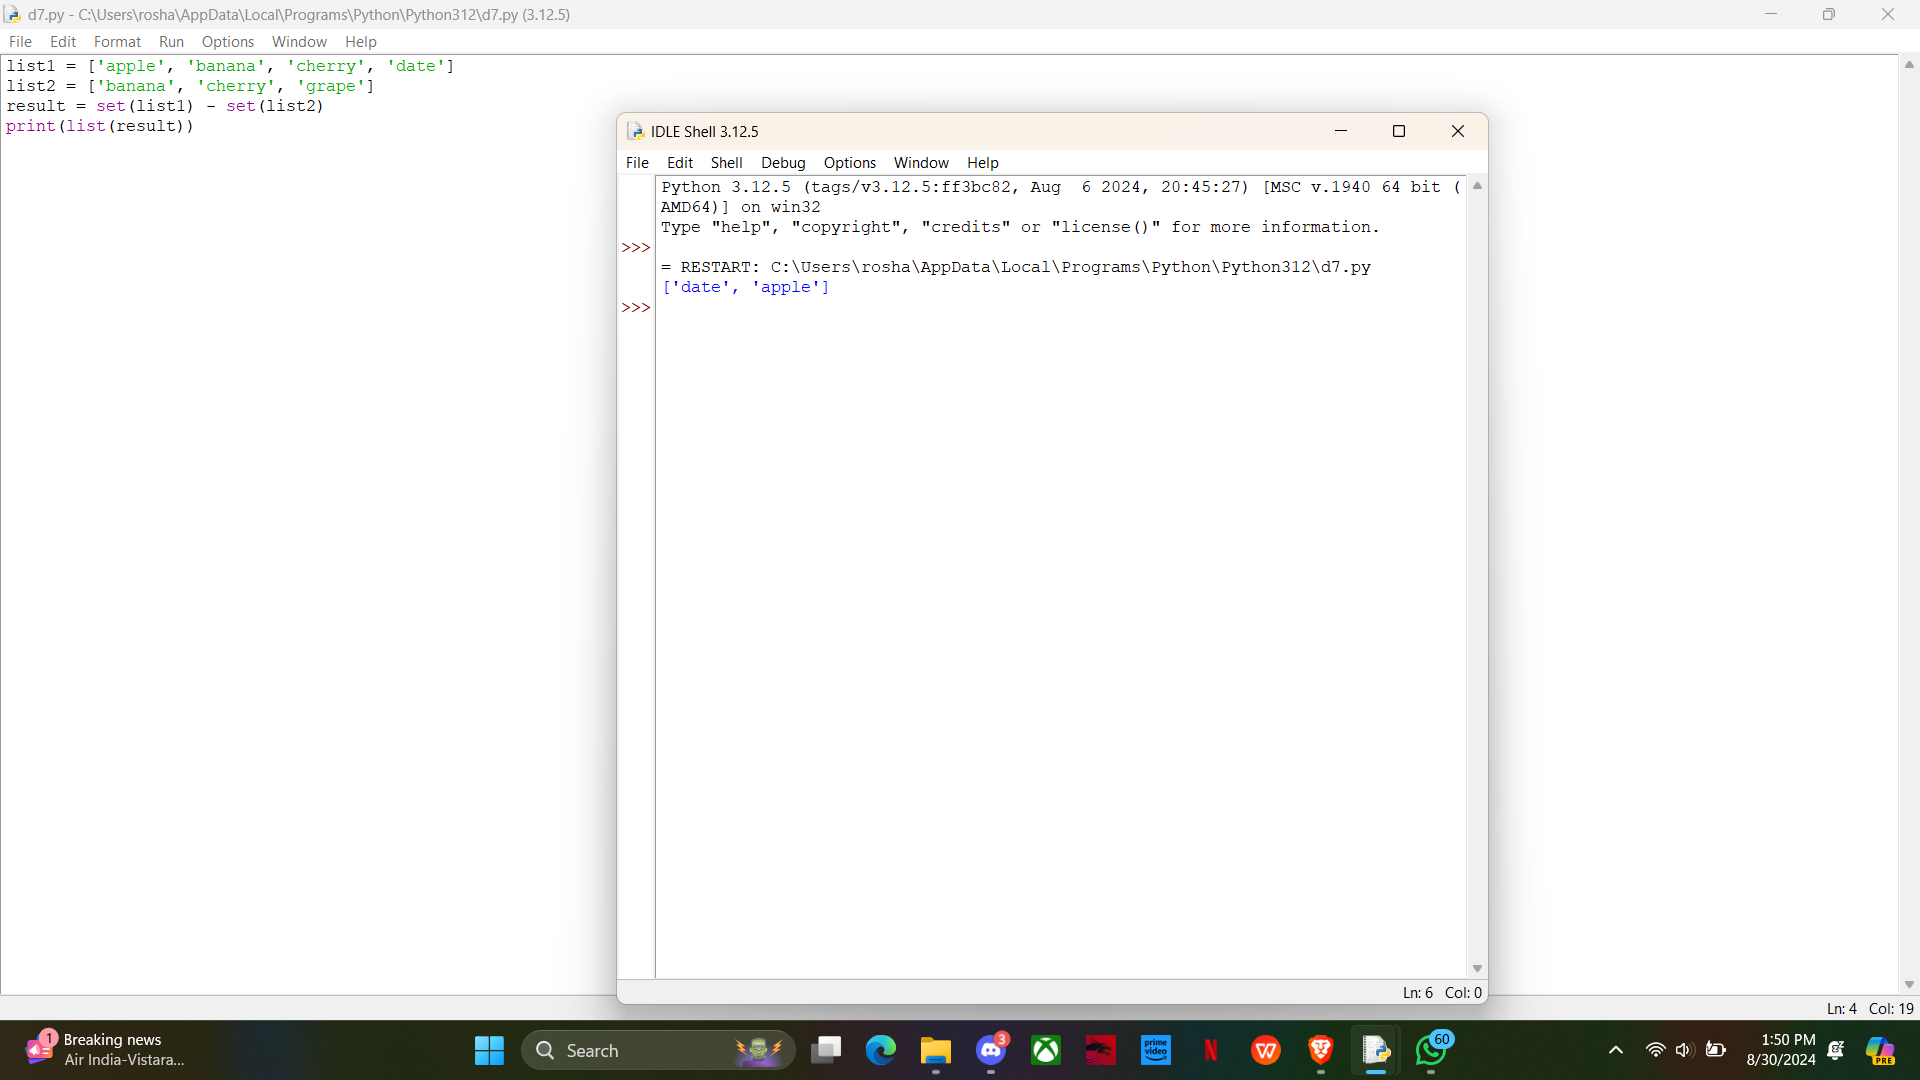 d7.py - C:\Users\rosha\AppData\Local\Programs\Python\Python312\d7.py (3.12.5)
File Edit Format Run Options Window Help
list1 = ['apple', 'banana', 'cherry', 'date']
list2 = ['banana', 'cherry', 'grape']
result = set(list1) - set(list2)
print(list(result))
IDLE Shell 3.12.5
File Edit Shell Debug Options Window Help
Python 3.12.5 (tags/v3.12.5:ff3bc82, Aug  6 2024, 20:45:27) [MSC v.1940 64 bit (
AMD64)] on win32
Type "help", "copyright", "credits" or "license()" for more information.
>>>
= RESTART: C:\Users\rosha\AppData\Local\Programs\Python\Python312\d7.py
['date', 'apple']
>>>
Ln: 6 Col: 0
Ln: 4 Col: 19
1
Breaking news
Air India-Vistara...
Search
3
prime video
N
W
60
1:50 PM
8/30/2024
PRE